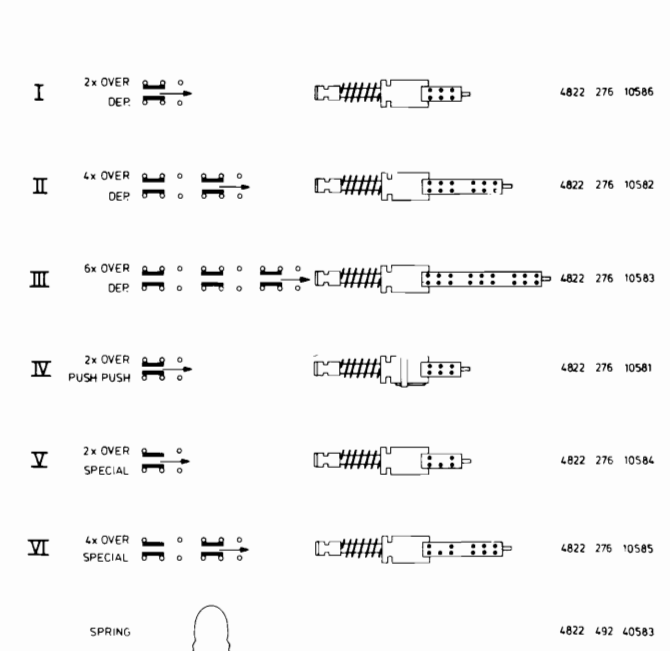 I 2x OVER 4822 276 10586
DEP.
II 4x OVER 4822 276 10582
DEP.
III 6x OVER 4822 276 10583
DEP.
IV 2x OVER 4822 276 10581
PUSH PUSH
V 2x OVER 4822 276 10584
SPECIAL
VI 4x OVER 4822 276 10585
SPECIAL
SPRING 4822 492 40583